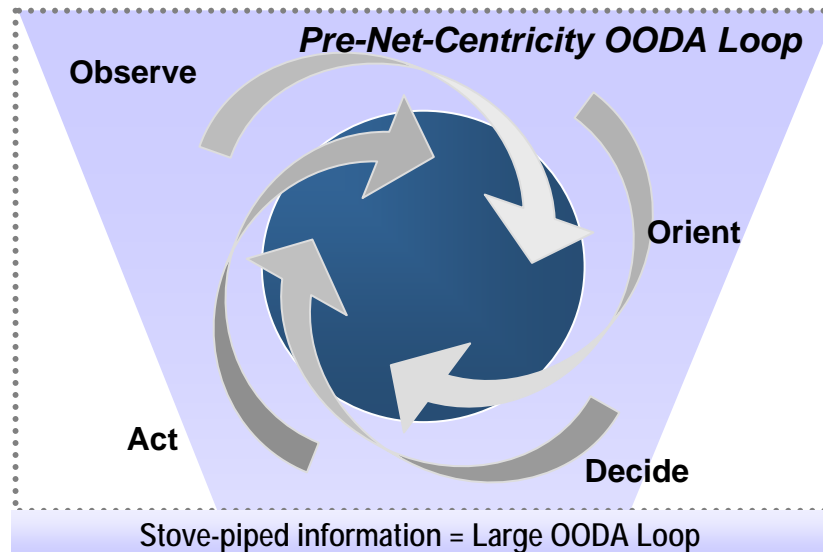 Pre-Net-Centricity OODA Loop
Observe
Orient
Act
Decide
Stove-piped information = Large OODA Loop